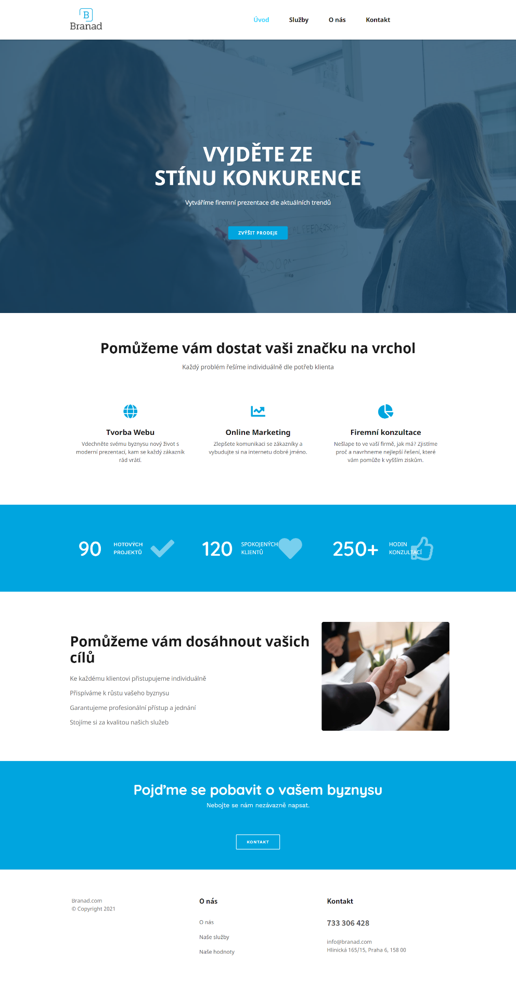 B
Branad
Úvod Služby O nás Kontakt
VYJDĚTE ZE
STÍNU KONKURENCE
Vytváříme firemní prezentace dle aktuálních trendů
ZVÝŠIT PRODEJE
Pomůžeme vám dostat vaši značku na vrchol
Každý problém řešíme individuálně dle potřeb klienta
Tvorba Webu
Vdechněte svému byznysu nový život s
moderní prezentací, kam se každý zákazník
rád vrátí.
Online Marketing
Zlepšete komunikaci se zákazníky a
vybudujte si na internetu dobré jméno.
Firemní konzultace
Nešlape to ve vaší firmě, jak má? Zjistíme
proč a navrhneme nejlepší řešení, které
vám pomůže k vyšším ziskům.
90
HOTOVÝCH
PROJEKTŮ
120
SPOKOJENÝCH
KLIENTŮ
250+
HODIN
KONZULTACÍ
Pomůžeme vám dosáhnout vašich
cílů
Ke každému klientovi přistupujeme individuálně
Přispíváme k růstu vašeho byznysu
Garantujeme profesionální přístup a jednání
Stojíme si za kvalitou našich služeb
Pojďme se pobavit o vašem byznysu
Nebojte se nám nezávazně napsat.
KONTAKT
Branad.com
© Copyright 2021
O nás
O nás
Naše služby
Naše hodnoty
Kontakt
733 306 428
info@branad.com
Hlinická 165/15, Praha 6, 158 00